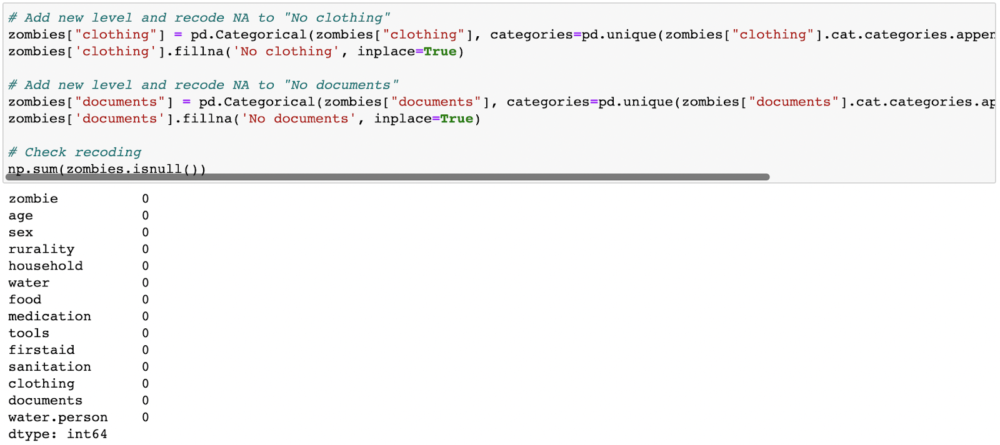 # Add new level and recode NA to "No clothing"
zombies["clothing"] = pd.Categorical(zombies["clothing"], categories=pd.unique(zombies["clothing"].cat.categories.appen
zombies['clothing'].fillna('No clothing', inplace=True)
# Add new level and recode NA to "No documents"
zombies["documents"] = pd.Categorical(zombies["documents"], categories=pd.unique(zombies["documents"].cat.categories.ap
zombies['documents'].fillna('No documents', inplace=True)
# Check recoding
np.sum(zombies.isnull())
zombie 0
age 0
sex 0
rurality 0
household 0
water 0
food 0
medication 0
tools 0
firstaid 0
sanitation 0
clothing 0
documents 0
water.person 0
dtype: int64